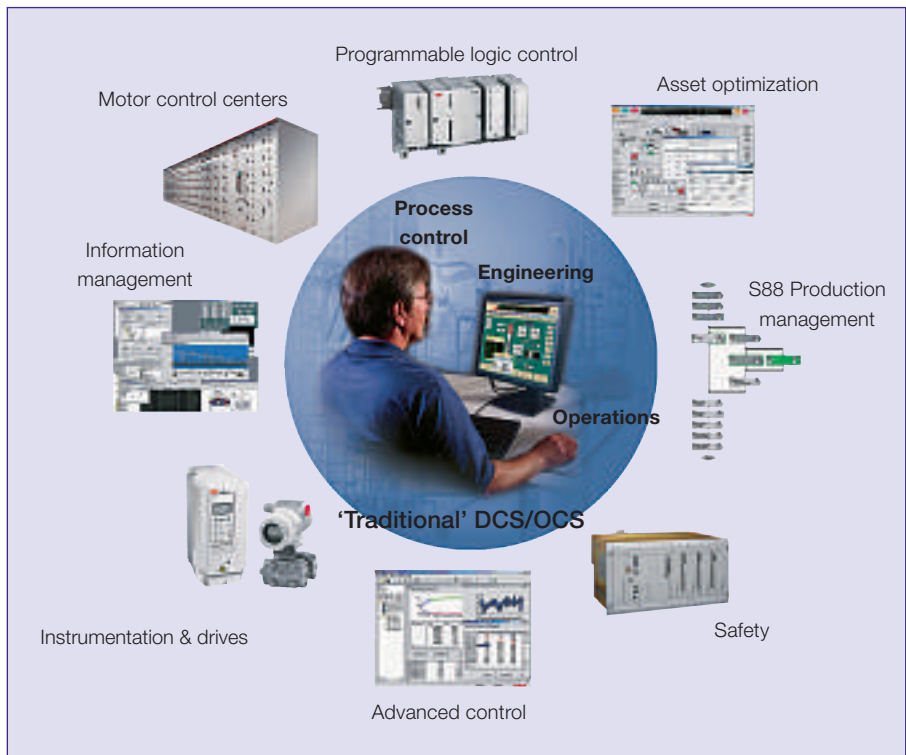 Programmable logic control
Motor control centers
Asset optimization
Process
control
Engineering
Information
management
S88 Production
management
Operations
'Traditional' DCS/OCS
Instrumentation & drives
Safety
Advanced control